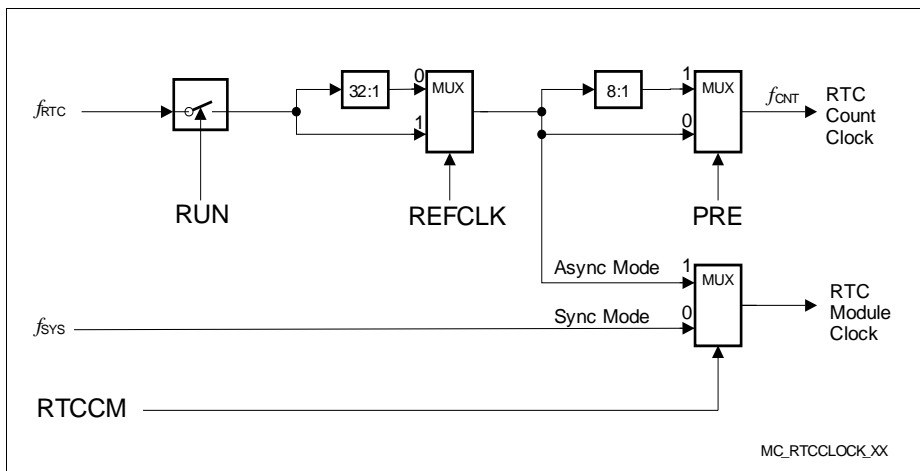 fRTC
RUN
32:1
0
1
MUX
REFCLK
8:1
1
0
MUX
PRE
fCNT
RTC
Count
Clock
Async Mode
1
MUX
RTC
Module
Clock
fSYS
Sync Mode
0
RTCCM
MC_RTCCLOCK_XX